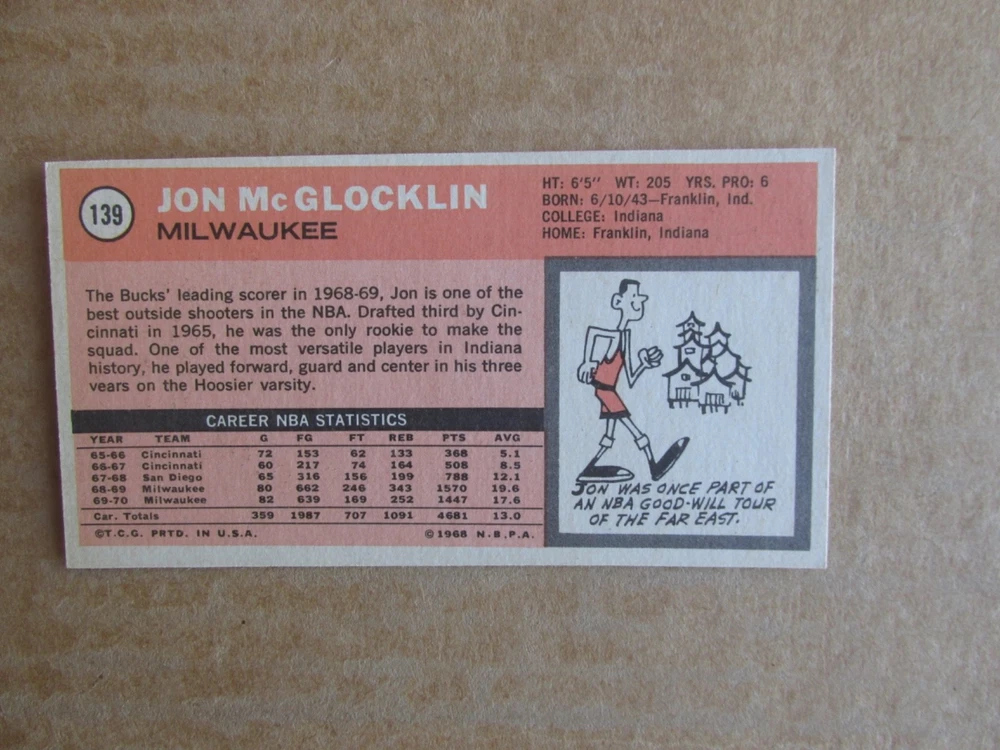 139
JON McGLOCKLIN
MILWAUKEE
HT: 6'5" WT: 205 YRS. PRO: 6
BORN: 6/10/43—Franklin, Ind.
COLLEGE: Indiana
HOME: Franklin, Indiana
The Bucks' leading scorer in 1968-69, Jon is one of the
best outside shooters in the NBA. Drafted third by Cin-
cinnati in 1965, he was the only rookie to make the
squad. One of the most versatile players in Indiana
history, he played forward, guard and center in his three
years on the Hoosier varsity.
CAREER NBA STATISTICS
YEAR TEAM G FG FT REB PTS AVG
65-66 Cincinnati 72 153 62 133 368 5.1
66-67 Cincinnati 60 217 74 164 508 8.5
67-68 San Diego 65 316 156 199 788 12.1
68-69 Milwaukee 80 662 246 343 1570 19.6
69-70 Milwaukee 82 639 169 252 1447 17.6
Car. Totals 359 1987 707 1091 4681 13.0
©T.C.G. PRTD. IN U.S.A. ©1968 N.B.P.A.
JON WAS ONCE PART OF
AN NBA GOOD-WILL TOUR
OF THE FAR EAST.